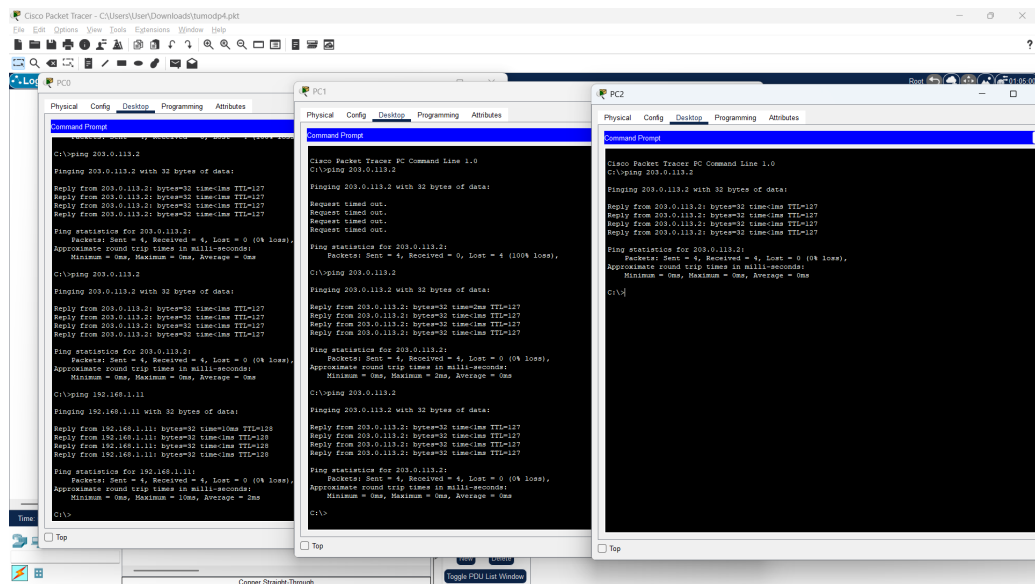 Cisco Packet Tracer - C:\Users\User\Downloads\tumodp4.pkt
File Edit Options View Tools Extensions Window Help
?
Log
Root
01:05:00
PC0
Physical Config Desktop Programming Attributes
Command Prompt
C:\>ping 203.0.113.2
Pinging 203.0.113.2 with 32 bytes of data:
Reply from 203.0.113.2: bytes=32 time<1ms TTL=127
Reply from 203.0.113.2: bytes=32 time<1ms TTL=127
Reply from 203.0.113.2: bytes=32 time<1ms TTL=127
Reply from 203.0.113.2: bytes=32 time<1ms TTL=127
Ping statistics for 203.0.113.2:
Packets: Sent = 4, Received = 4, Lost = 0 (0% loss),
Approximate round trip times in milli-seconds:
Minimum = 0ms, Maximum = 0ms, Average = 0ms
C:\>ping 203.0.113.2
Pinging 203.0.113.2 with 32 bytes of data:
Reply from 203.0.113.2: bytes=32 time<1ms TTL=127
Reply from 203.0.113.2: bytes=32 time<1ms TTL=127
Reply from 203.0.113.2: bytes=32 time<1ms TTL=127
Reply from 203.0.113.2: bytes=32 time<1ms TTL=127
Ping statistics for 203.0.113.2:
Packets: Sent = 4, Received = 4, Lost = 0 (0% loss),
Approximate round trip times in milli-seconds:
Minimum = 0ms, Maximum = 0ms, Average = 0ms
C:\>ping 192.168.1.11
Pinging 192.168.1.11 with 32 bytes of data:
Reply from 192.168.1.11: bytes=32 time=10ms TTL=128
Reply from 192.168.1.11: bytes=32 time<1ms TTL=128
Reply from 192.168.1.11: bytes=32 time<1ms TTL=128
Reply from 192.168.1.11: bytes=32 time<1ms TTL=128
Ping statistics for 192.168.1.11:
Packets: Sent = 4, Received = 4, Lost = 0 (0% loss),
Approximate round trip times in milli-seconds:
Minimum = 0ms, Maximum = 10ms, Average = 2ms
C:\>
Top
PC1
Physical Config Desktop Programming Attributes
Command Prompt
Cisco Packet Tracer PC Command Line 1.0
C:\>ping 203.0.113.2
Pinging 203.0.113.2 with 32 bytes of data:
Request timed out.
Request timed out.
Request timed out.
Request timed out.
Ping statistics for 203.0.113.2:
Packets: Sent = 4, Received = 0, Lost = 4 (100% loss),
C:\>ping 203.0.113.2
Pinging 203.0.113.2 with 32 bytes of data:
Reply from 203.0.113.2: bytes=32 time=2ms TTL=127
Reply from 203.0.113.2: bytes=32 time<1ms TTL=127
Reply from 203.0.113.2: bytes=32 time<1ms TTL=127
Reply from 203.0.113.2: bytes=32 time<1ms TTL=127
Ping statistics for 203.0.113.2:
Packets: Sent = 4, Received = 4, Lost = 0 (0% loss),
Approximate round trip times in milli-seconds:
Minimum = 0ms, Maximum = 2ms, Average = 0ms
C:\>ping 203.0.113.2
Pinging 203.0.113.2 with 32 bytes of data:
Reply from 203.0.113.2: bytes=32 time<1ms TTL=127
Reply from 203.0.113.2: bytes=32 time<1ms TTL=127
Reply from 203.0.113.2: bytes=32 time<1ms TTL=127
Reply from 203.0.113.2: bytes=32 time<1ms TTL=127
Ping statistics for 203.0.113.2:
Packets: Sent = 4, Received = 4, Lost = 0 (0% loss),
Approximate round trip times in milli-seconds:
Minimum = 0ms, Maximum = 0ms, Average = 0ms
C:\>
Top
PC2
Physical Config Desktop Programming Attributes
Command Prompt
Cisco Packet Tracer PC Command Line 1.0
C:\>ping 203.0.113.2
Pinging 203.0.113.2 with 32 bytes of data:
Reply from 203.0.113.2: bytes=32 time<1ms TTL=127
Reply from 203.0.113.2: bytes=32 time<1ms TTL=127
Reply from 203.0.113.2: bytes=32 time<1ms TTL=127
Reply from 203.0.113.2: bytes=32 time<1ms TTL=127
Ping statistics for 203.0.113.2:
Packets: Sent = 4, Received = 4, Lost = 0 (0% loss),
Approximate round trip times in milli-seconds:
Minimum = 0ms, Maximum = 0ms, Average = 0ms
C:\>
Top
Time:
New Delete
Toggle PDU List Window
Copper Straight-Through